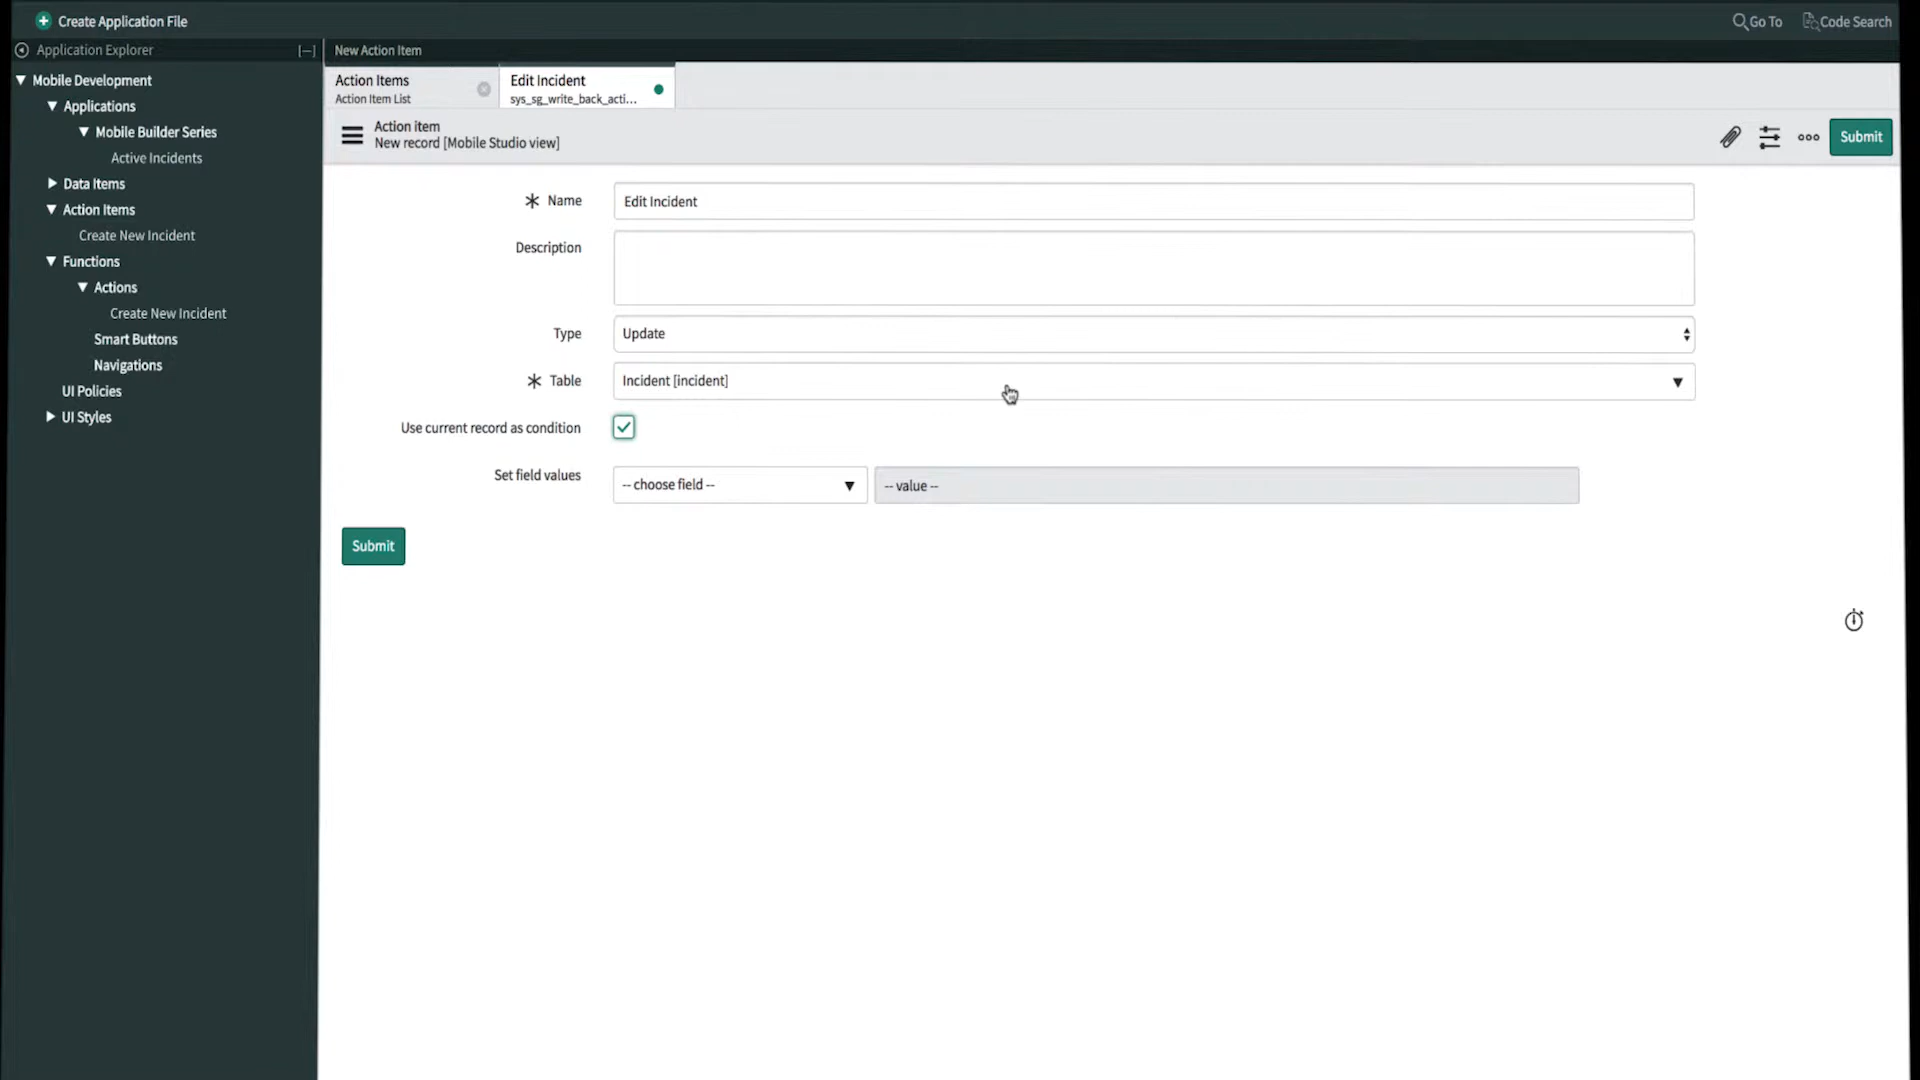 Create Application File
Go To
Code Search
Application Explorer
New Action Item
Mobile Development
Applications
Mobile Builder Series
Active Incidents
Data Items
Action Items
Create New Incident
Functions
Actions
Create New Incident
Smart Buttons
Navigations
UI Policies
UI Styles
Action Items
Action Item List
Edit Incident
sys_sg_write_back_acti...
Action item
New record [Mobile Studio view]
Submit
Name
Edit Incident
Description
Type
Update
Table
Incident [incident]
Use current record as condition
Set field values
-- choose field --
-- value --
Submit